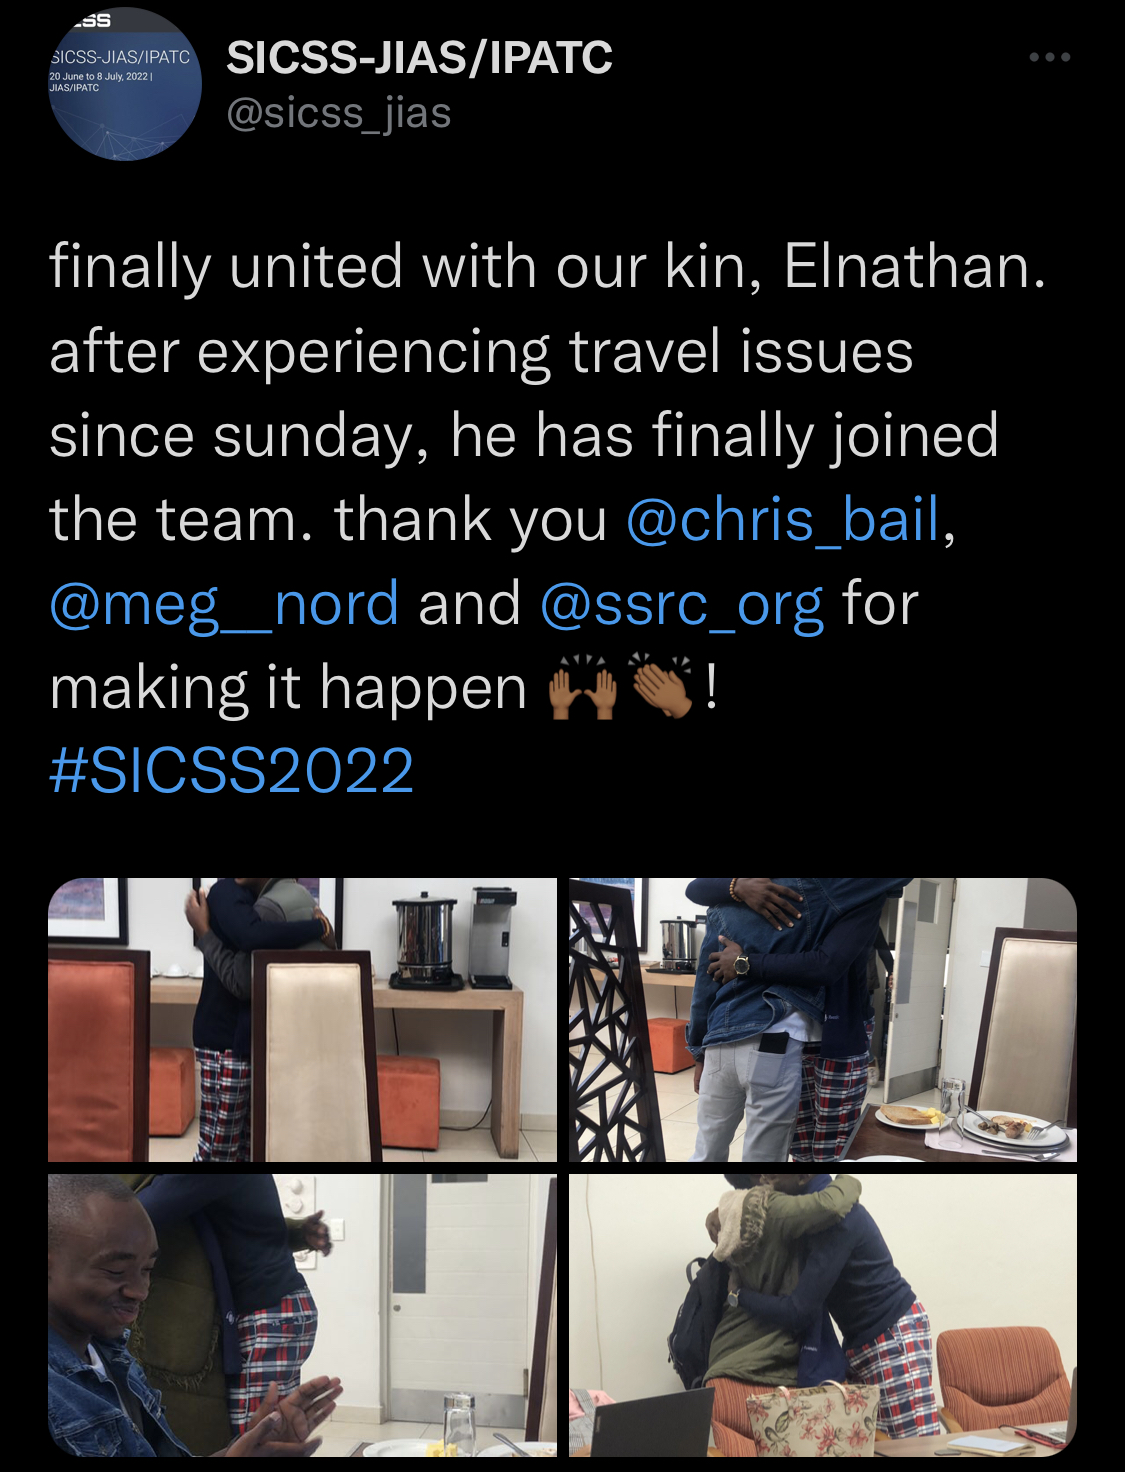 SICSS-JIAS/IPATC
20 June to 8 July, 2022 |
JIAS/IPATC
SICSS-JIAS/IPATC
@sicss_jias
finally united with our kin, Elnathan.
after experiencing travel issues
since sunday, he has finally joined
the team. thank you @chris_bail,
@meg__nord and @ssrc_org for
making it happen 🙌🏾👏🏾!
#SICSS2022